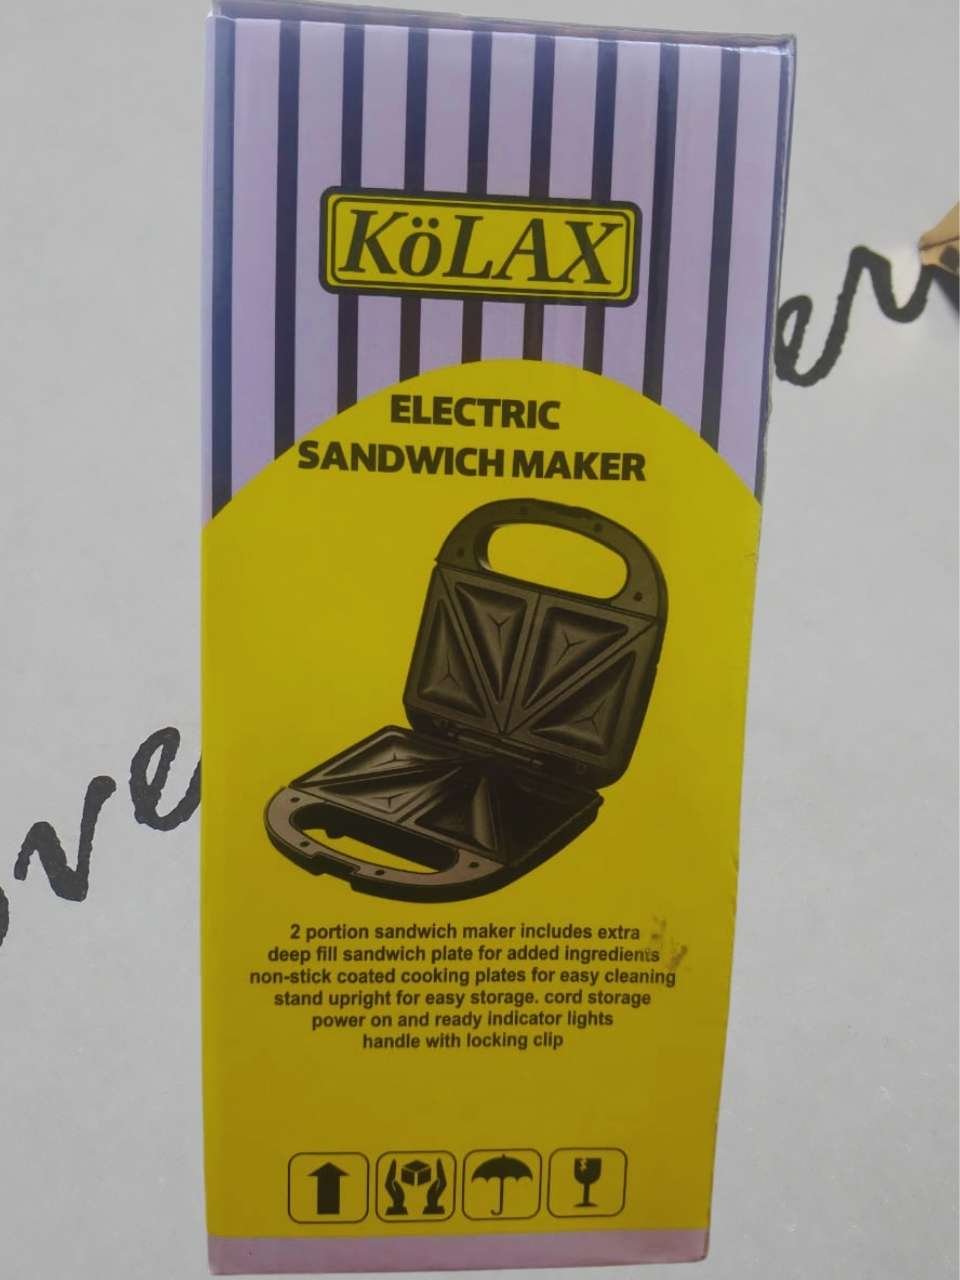 KöLAX
ELECTRIC
SANDWICH MAKER
2 portion sandwich maker includes extra
deep fill sandwich plate for added ingredients
non-stick coated cooking plates for easy cleaning
stand upright for easy storage. cord storage
power on and ready indicator lights
handle with locking clip